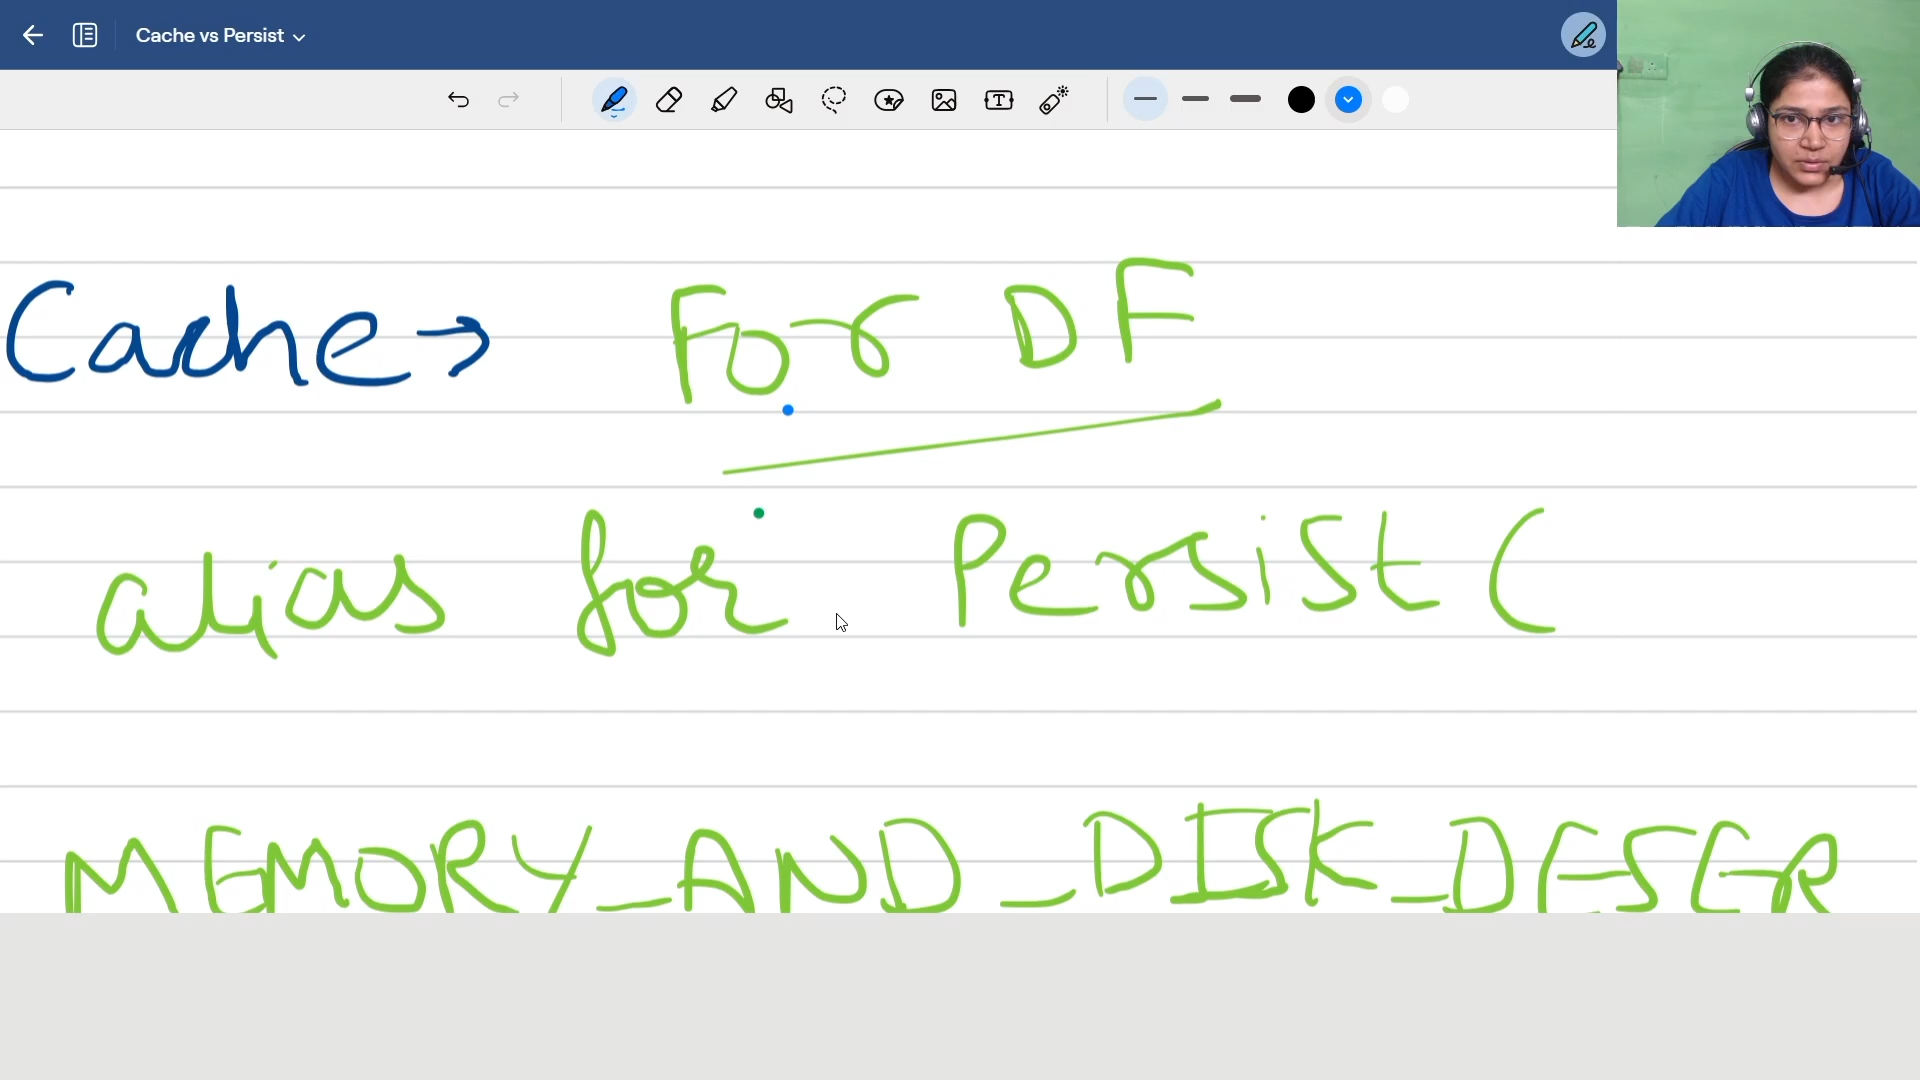 Cache vs Persist
Cache → For DF
alias for Persist (
MEMORY_AND_DISK_DESER